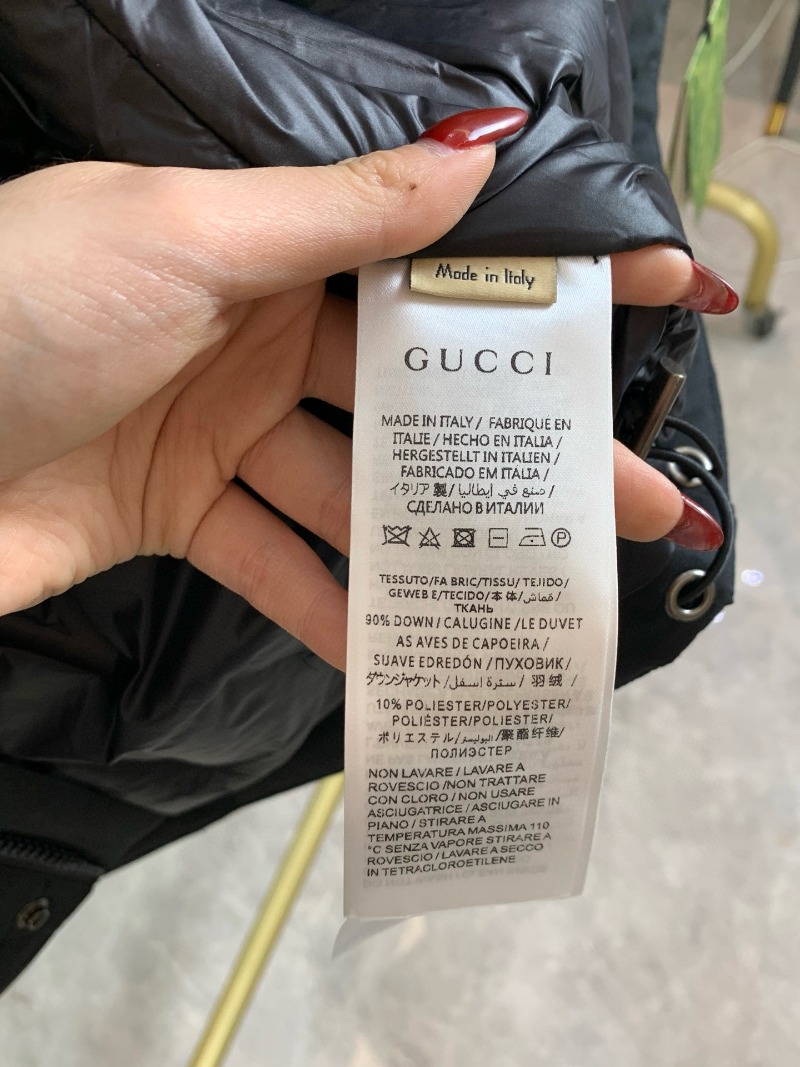 Made in Italy
GUCCI
MADE IN ITALY / FABRIQUÉ EN
ITALIE / HECHO EN ITALIA /
HERGESTELLT IN ITALIEN /
FABRICADO EM ITALIA /
イタリア 製 / صنع في إيطاليا /
СДЕЛАНО В ИТАЛИИ
P
TESSUTO/FA BRIC/TISSU/ TEJIDO/
GEWEB E/TECIDO/本体/قماش/
ТКАНЬ
90% DOWN / CALUGINE /LE DUVET
AS AVES DE CAPOEIRA /
SUAVE EDREDÓN / ПУХОВИК /
ダウンジャケット / سترة اسفل / 羽 绒 /
10% POLIESTER/POLYESTER/
POLIÉSTER/POLIESTER/
ポリエステル/البوليستر/聚酯纤维/
ПОЛИЭСТЕР
NON LAVARE / LAVARE A
ROVESCIO /NON TRATTARE
CON CLORO / NON USARE
ASCIUGATRICE / ASCIUGARE IN
PIANO / STIRARE A
TEMPERATURA MASSIMA 110
°C SENZA VAPORE STIRARE A
ROVESCIO / LAVARE A SECCO
IN TETRACLOROETILENE